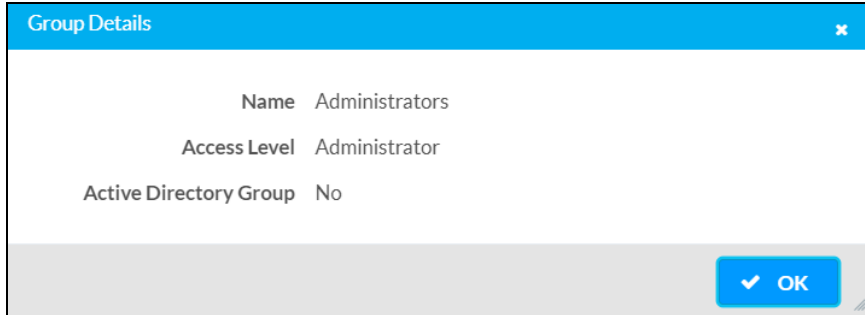 Group Details
Name Administrators
Access Level Administrator
Active Directory Group No
OK